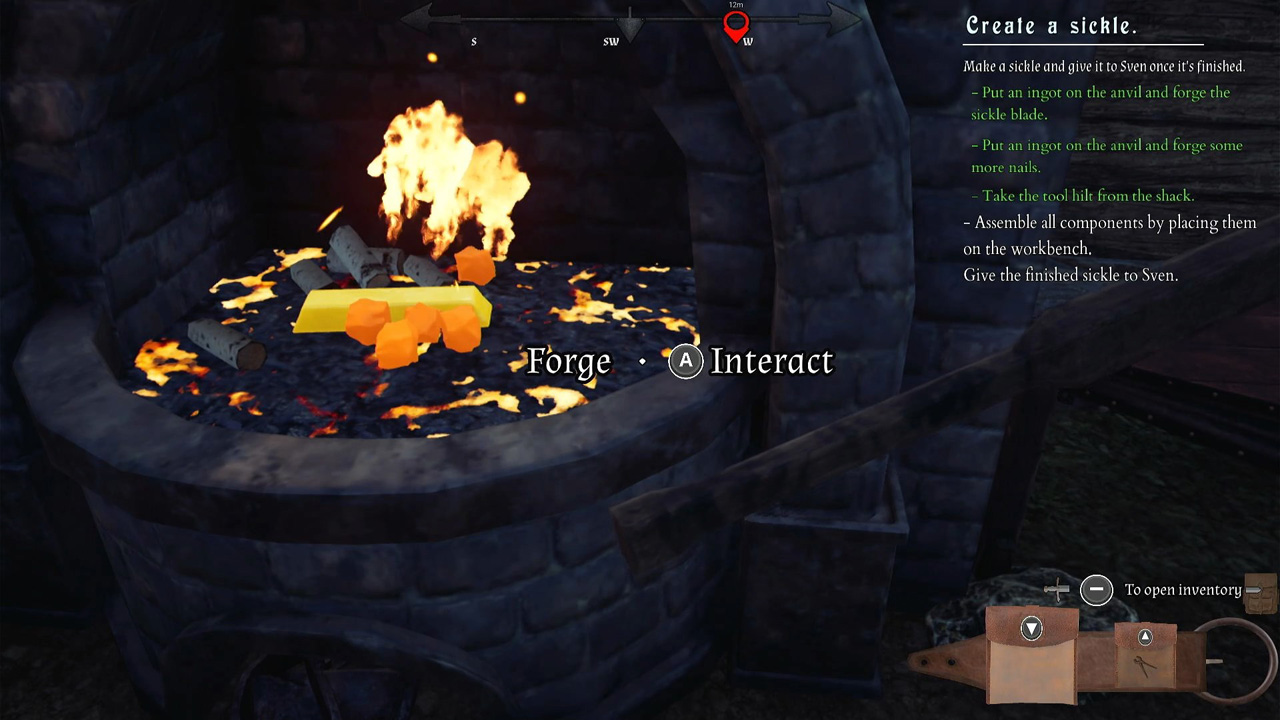 12m
S
SW
W
Create a sickle.
Make a sickle and give it to Sven once it's finished.
- Put an ingot on the anvil and forge the
sickle blade.
- Put an ingot on the anvil and forge some
more nails.
- Take the tool hilt from the shack.
- Assemble all components by placing them
on the workbench.
Give the finished sickle to Sven.
Forge · A Interact
To open inventory